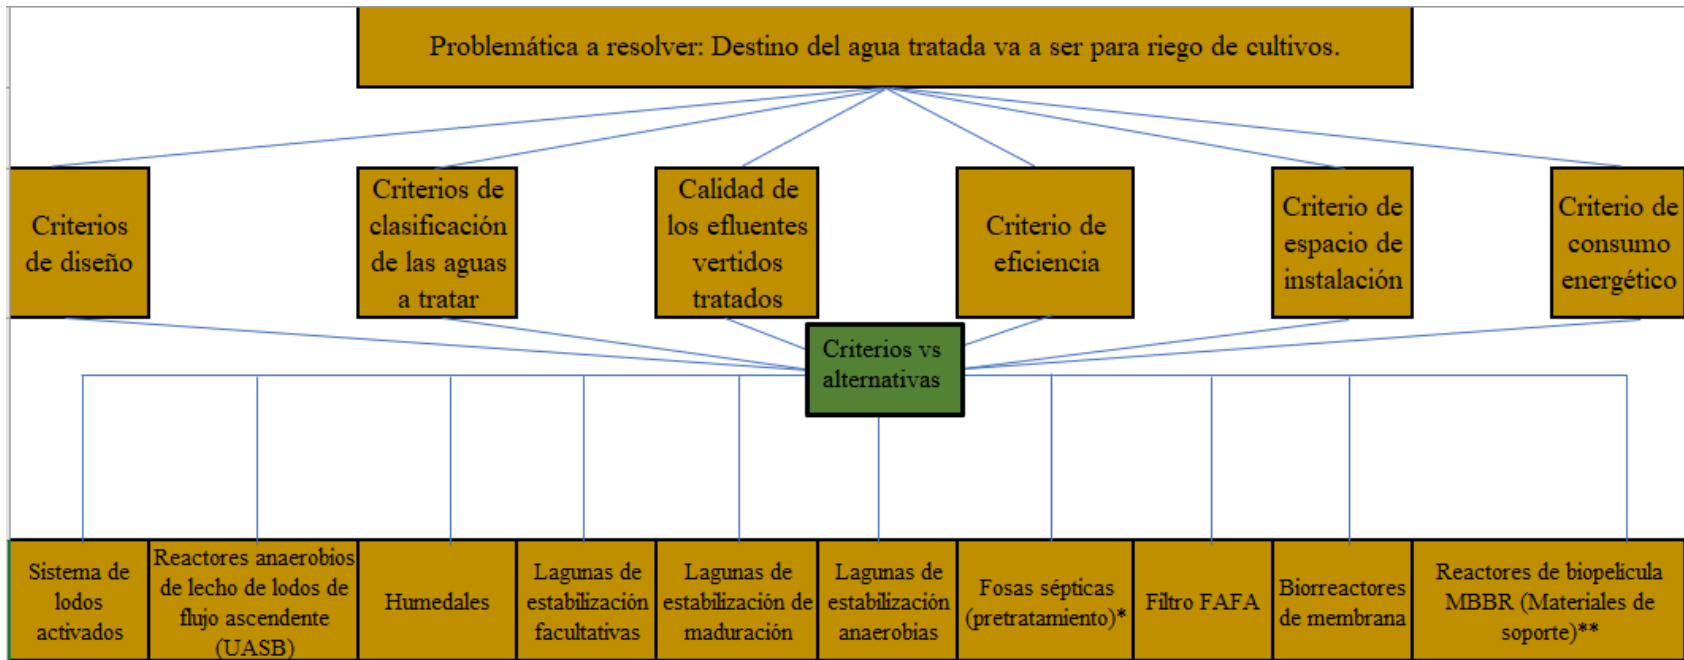 Problemática a resolver: Destino del agua tratada va a ser para riego de cultivos.
Criterios
de diseño
Criterios de
clasificación
de las aguas
a tratar
Calidad de
los efluentes
vertidos
tratados
Criterio de
eficiencia
Criterio de
espacio de
instalación
Criterio de
consumo
energético
Criterios vs
alternativas
Sistema de
lodos
activados
Reactores anaerobios
de lecho de lodos de
flujo ascendente
(UASB)
Humedales
Lagunas de
estabilización
facultativas
Lagunas de
estabilización de
maduración
Lagunas de
estabilización
anaerobias
Fosas sépticas
(pretratamiento)*
Filtro FAFA
Biorreactores
de membrana
Reactores de biopelicula
MBBR (Materiales de
soporte)**